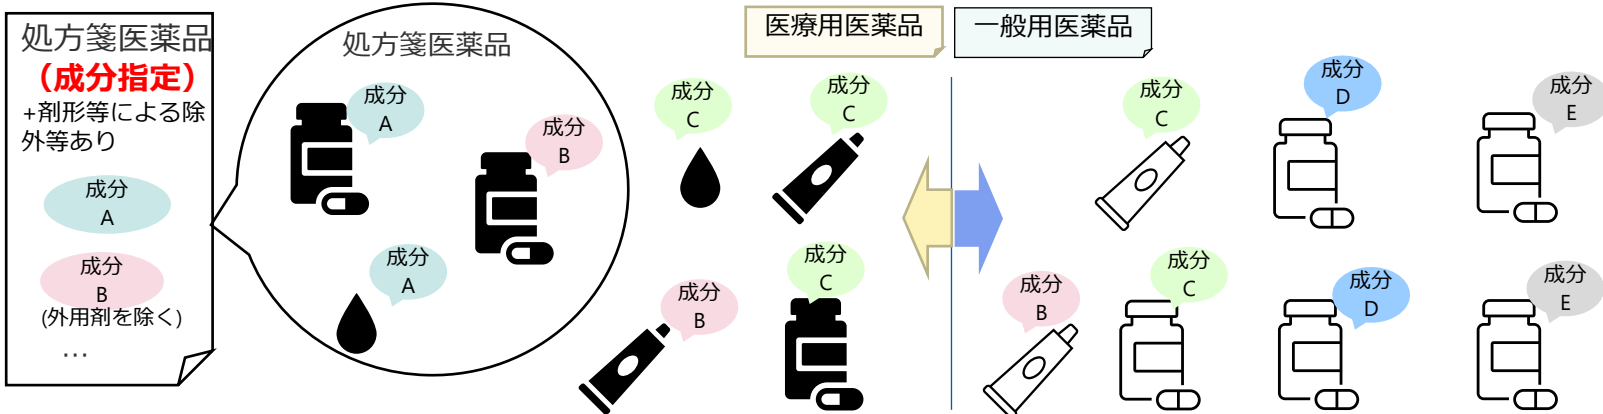 処方箋医薬品
（成分指定）
+剤形等による除
外等あり
成分
A
成分
B
(外用剤を除く)
…
処方箋医薬品
成分
A
成分
B
成分
A
医療用医薬品
成分
C
成分
C
成分
B
成分
C
一般用医薬品
成分
C
成分
D
成分
E
成分
B
成分
C
成分
D
成分
E